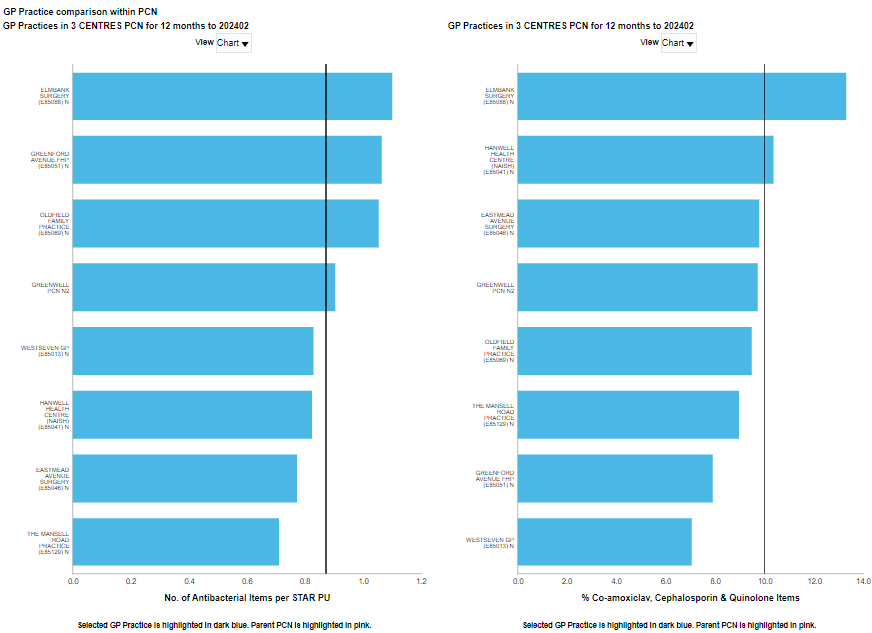 GP Practice comparison within PCN
GP Practices in 3 CENTRES PCN for 12 months to 202402
View Chart
ELMBANK
SURGERY
(E85088) N
GREENFORD
AVENUE FHP
(E85051) N
OLDFIELD
FAMILY
PRACTICE
(E85069) N
GREENWELL
PCN N2
WESTSEVEN GP
(E85013) N
HANWELL
HEALTH
CENTRE
(NAISH)
(E85041) N
EASTMEAD
AVENUE
SURGERY
(E85046) N
THE MANSELL
ROAD
PRACTICE
(E85129) N
0.0 0.2 0.4 0.6 0.8 1.0 1.2
No. of Antibacterial Items per STAR PU
Selected GP Practice is highlighted in dark blue. Parent PCN is highlighted in pink.
GP Practices in 3 CENTRES PCN for 12 months to 202402
View Chart
ELMBANK
SURGERY
(E85088) N
HANWELL
HEALTH
CENTRE
(NAISH)
(E85041) N
EASTMEAD
AVENUE
SURGERY
(E85046) N
GREENWELL
PCN N2
OLDFIELD
FAMILY
PRACTICE
(E85069) N
THE MANSELL
ROAD
PRACTICE
(E85129) N
GREENFORD
AVENUE FHP
(E85051) N
WESTSEVEN GP
(E85013) N
0.0 2.0 4.0 6.0 8.0 10.0 12.0 14.0
% Co-amoxiclav, Cephalosporin & Quinolone Items
Selected GP Practice is highlighted in dark blue. Parent PCN is highlighted in pink.